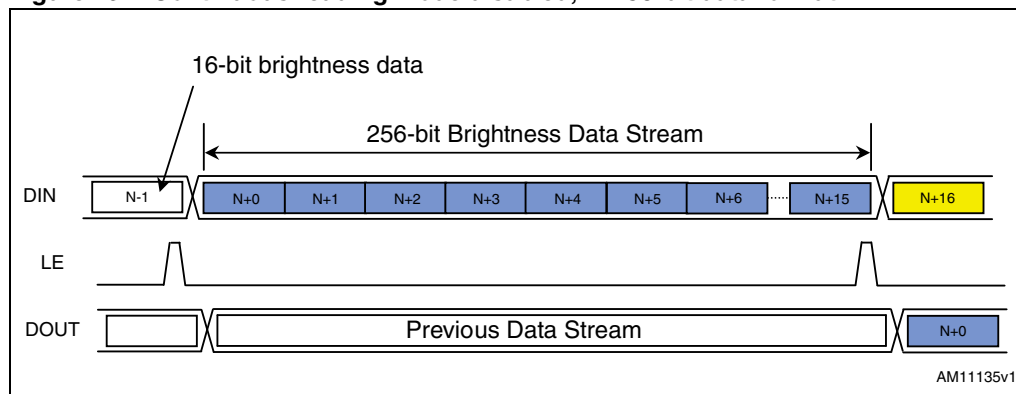 16-bit brightness data
256-bit Brightness Data Stream
DIN N-1 N+0 N+1 N+2 N+3 N+4 N+5 N+6 N+15 N+16
LE
DOUT Previous Data Stream N+0
AM11135v1